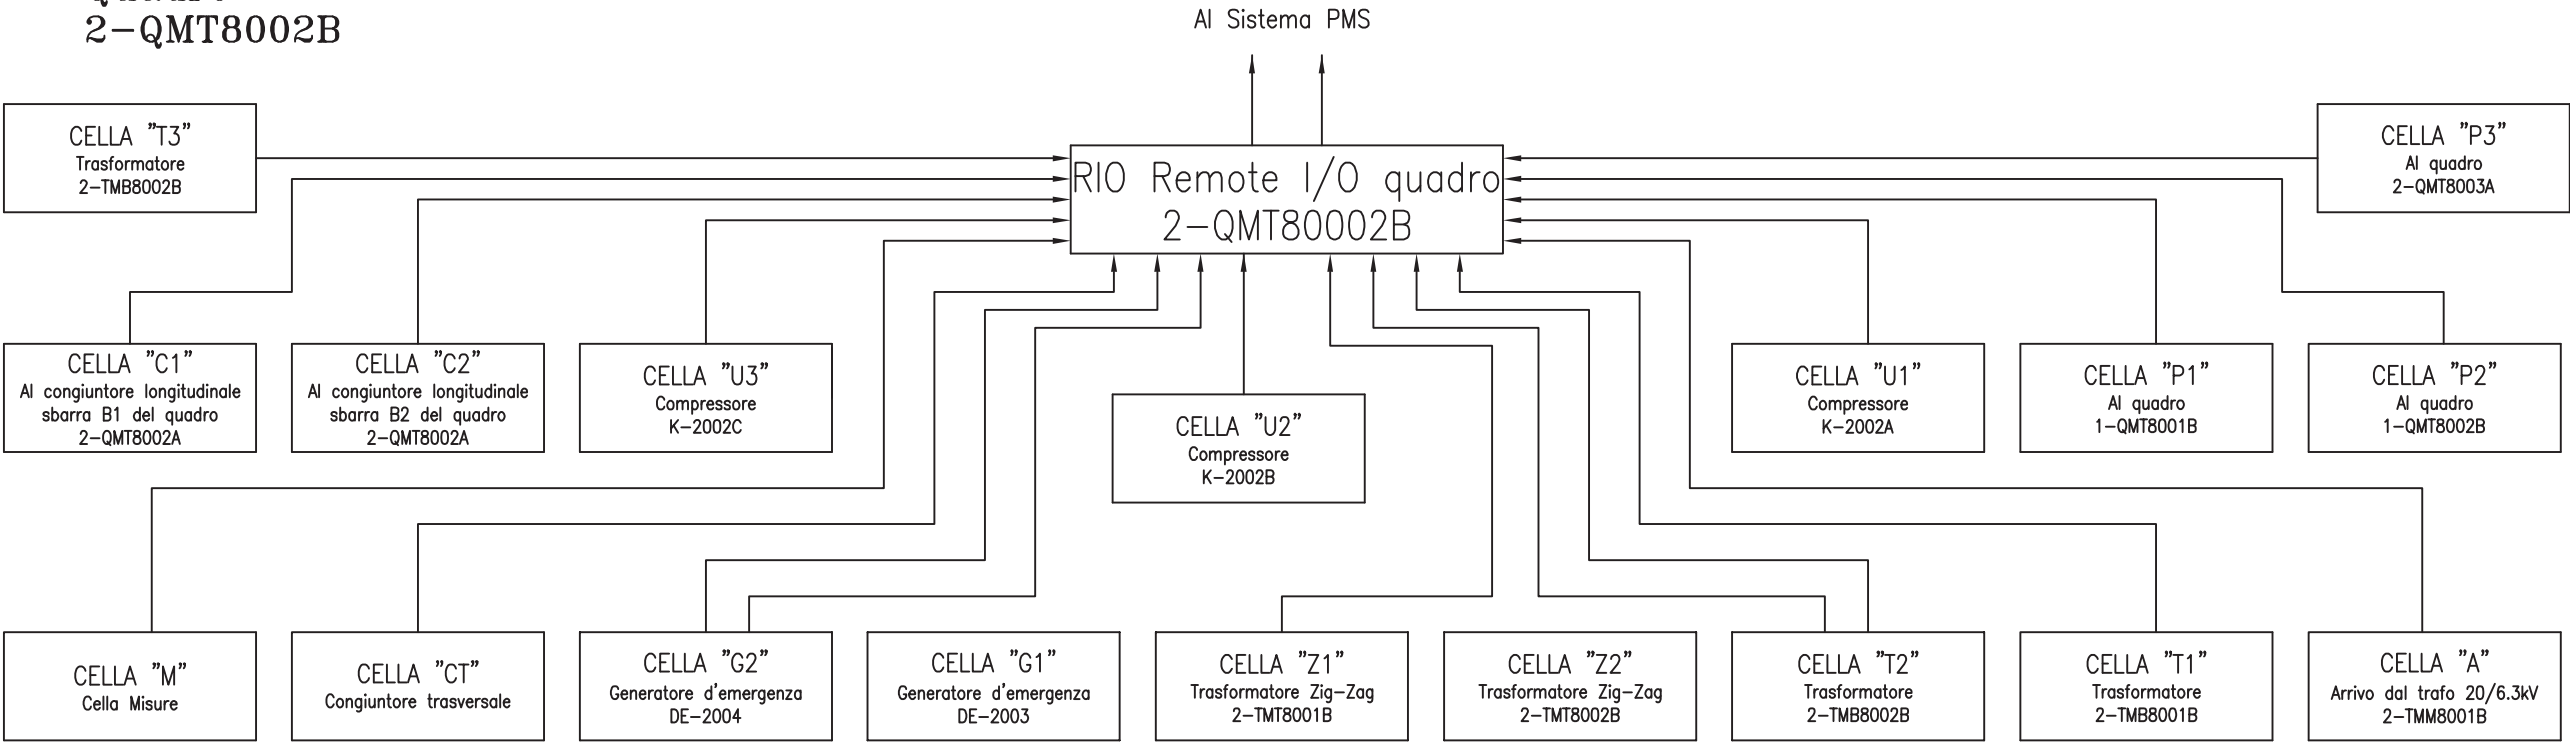 2-QMT8002B
Al Sistema PMS
CELLA "T3"
Trasformatore
2-TMB8002B
RIO Remote I/O quadro
2-QMT80002B
CELLA "P3"
Al quadro
2-QMT8003A
CELLA "C1"
Al congiuntore longitudinale
sbarra B1 del quadro
2-QMT8002A
CELLA "C2"
Al congiuntore longitudinale
sbarra B2 del quadro
2-QMT8002A
CELLA "U3"
Compressore
K-2002C
CELLA "U2"
Compressore
K-2002B
CELLA "U1"
Compressore
K-2002A
CELLA "P1"
Al quadro
1-QMT8001B
CELLA "P2"
Al quadro
1-QMT8002B
CELLA "M"
Cella Misure
CELLA "CT"
Congiuntore trasversale
CELLA "G2"
Generatore d'emergenza
DE-2004
CELLA "G1"
Generatore d'emergenza
DE-2003
CELLA "Z1"
Trasformatore Zig-Zag
2-TMT8001B
CELLA "Z2"
Trasformatore Zig-Zag
2-TMT8002B
CELLA "T2"
Trasformatore
2-TMB8002B
CELLA "T1"
Trasformatore
2-TMB8001B
CELLA "A"
Arrivo dal trafo 20/6.3kV
2-TMM8001B